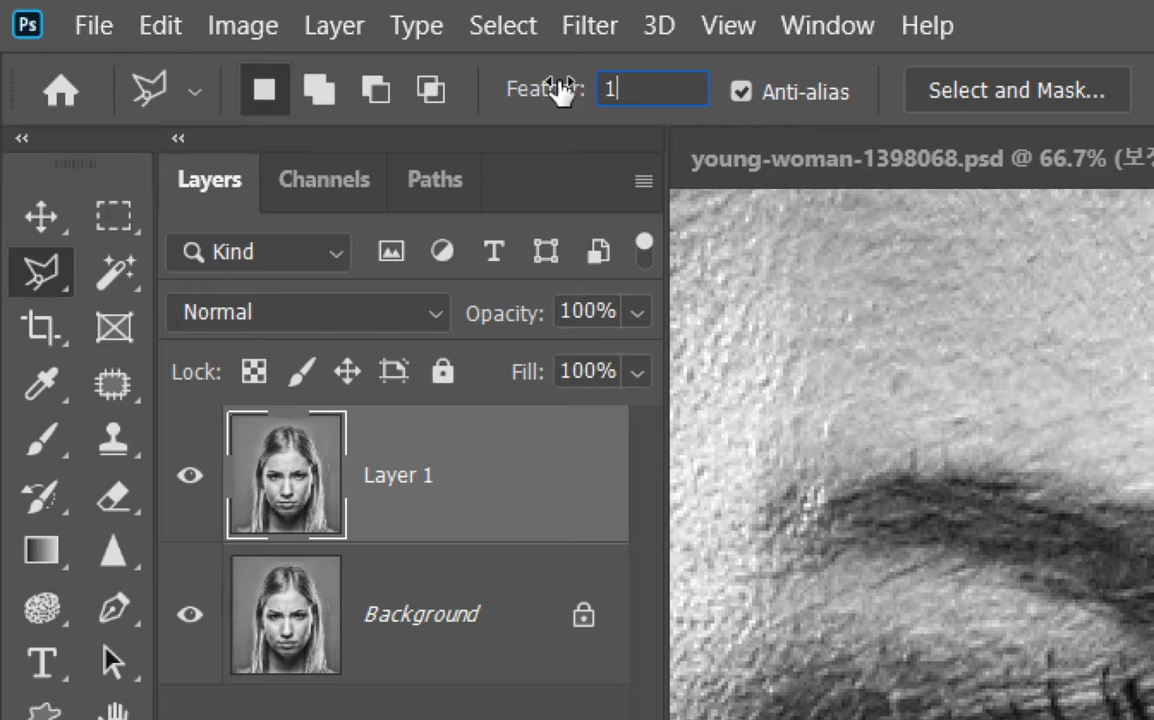 Ps File Edit Image Layer Type Select Filter 3D View Window Help
1 Anti-alias Select and Mask...
young-woman-1398068.psd @ 66.7% (보정
Layers Channels Paths
Kind
Normal Opacity: 100%
Lock: Fill: 100%
Layer 1
Background